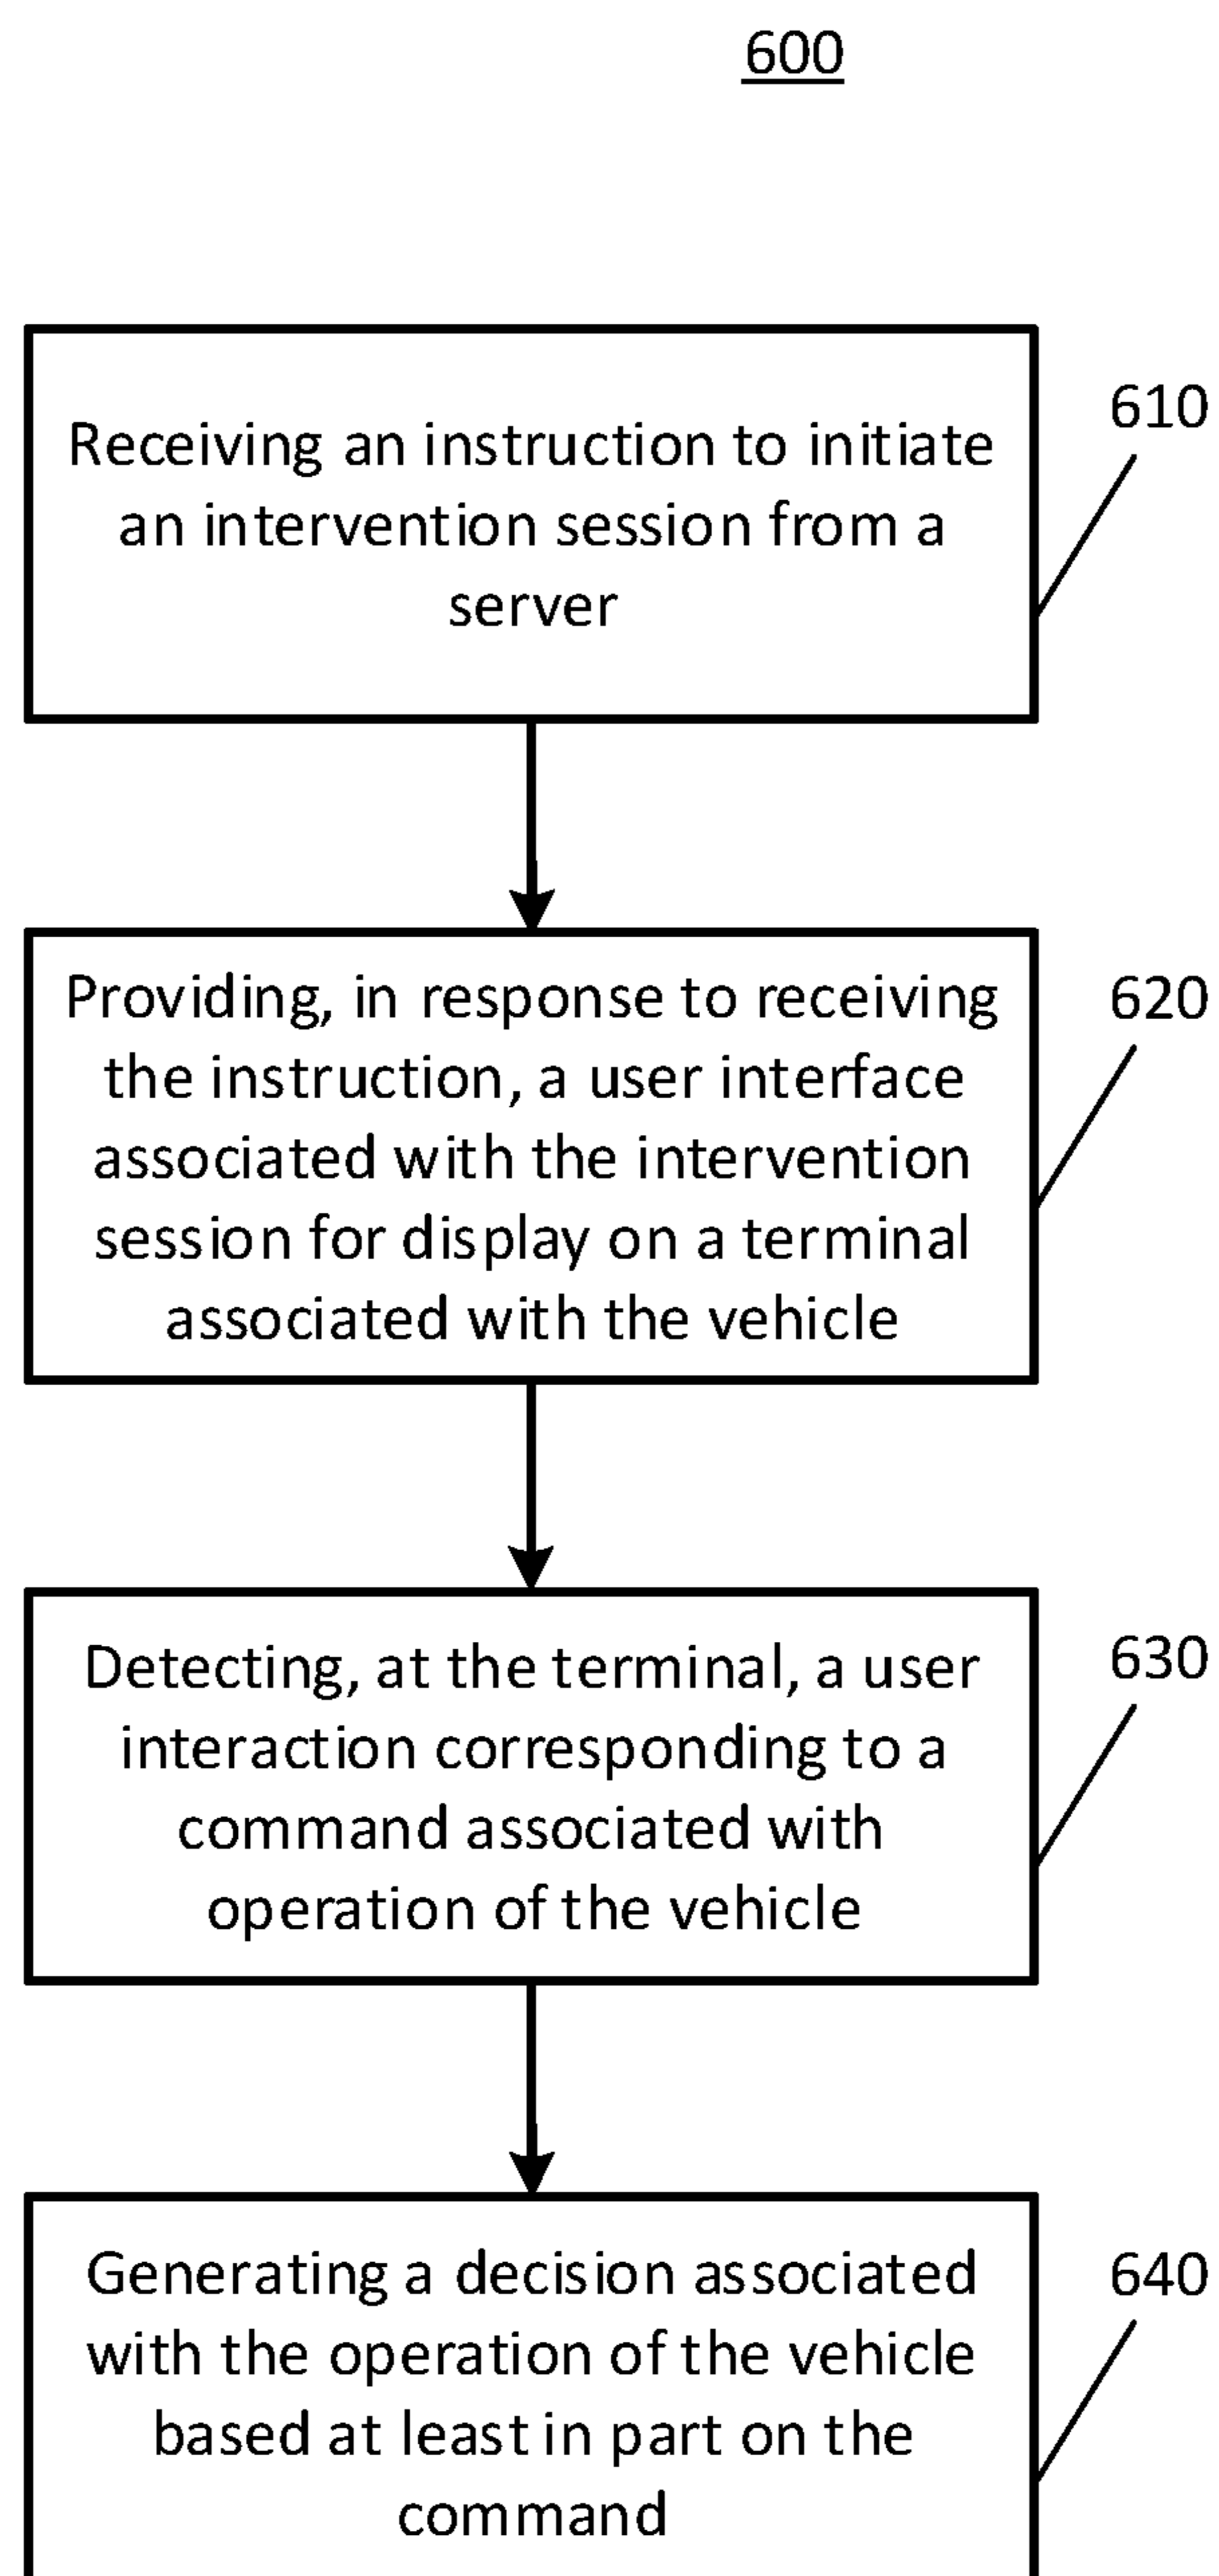 600
Receiving an instruction to initiate
an intervention session from a
server
610
Providing, in response to receiving
the instruction, a user interface
associated with the intervention
session for display on a terminal
associated with the vehicle
620
Detecting, at the terminal, a user
interaction corresponding to a
command associated with
operation of the vehicle
630
Generating a decision associated
with the operation of the vehicle
based at least in part on the
command
640